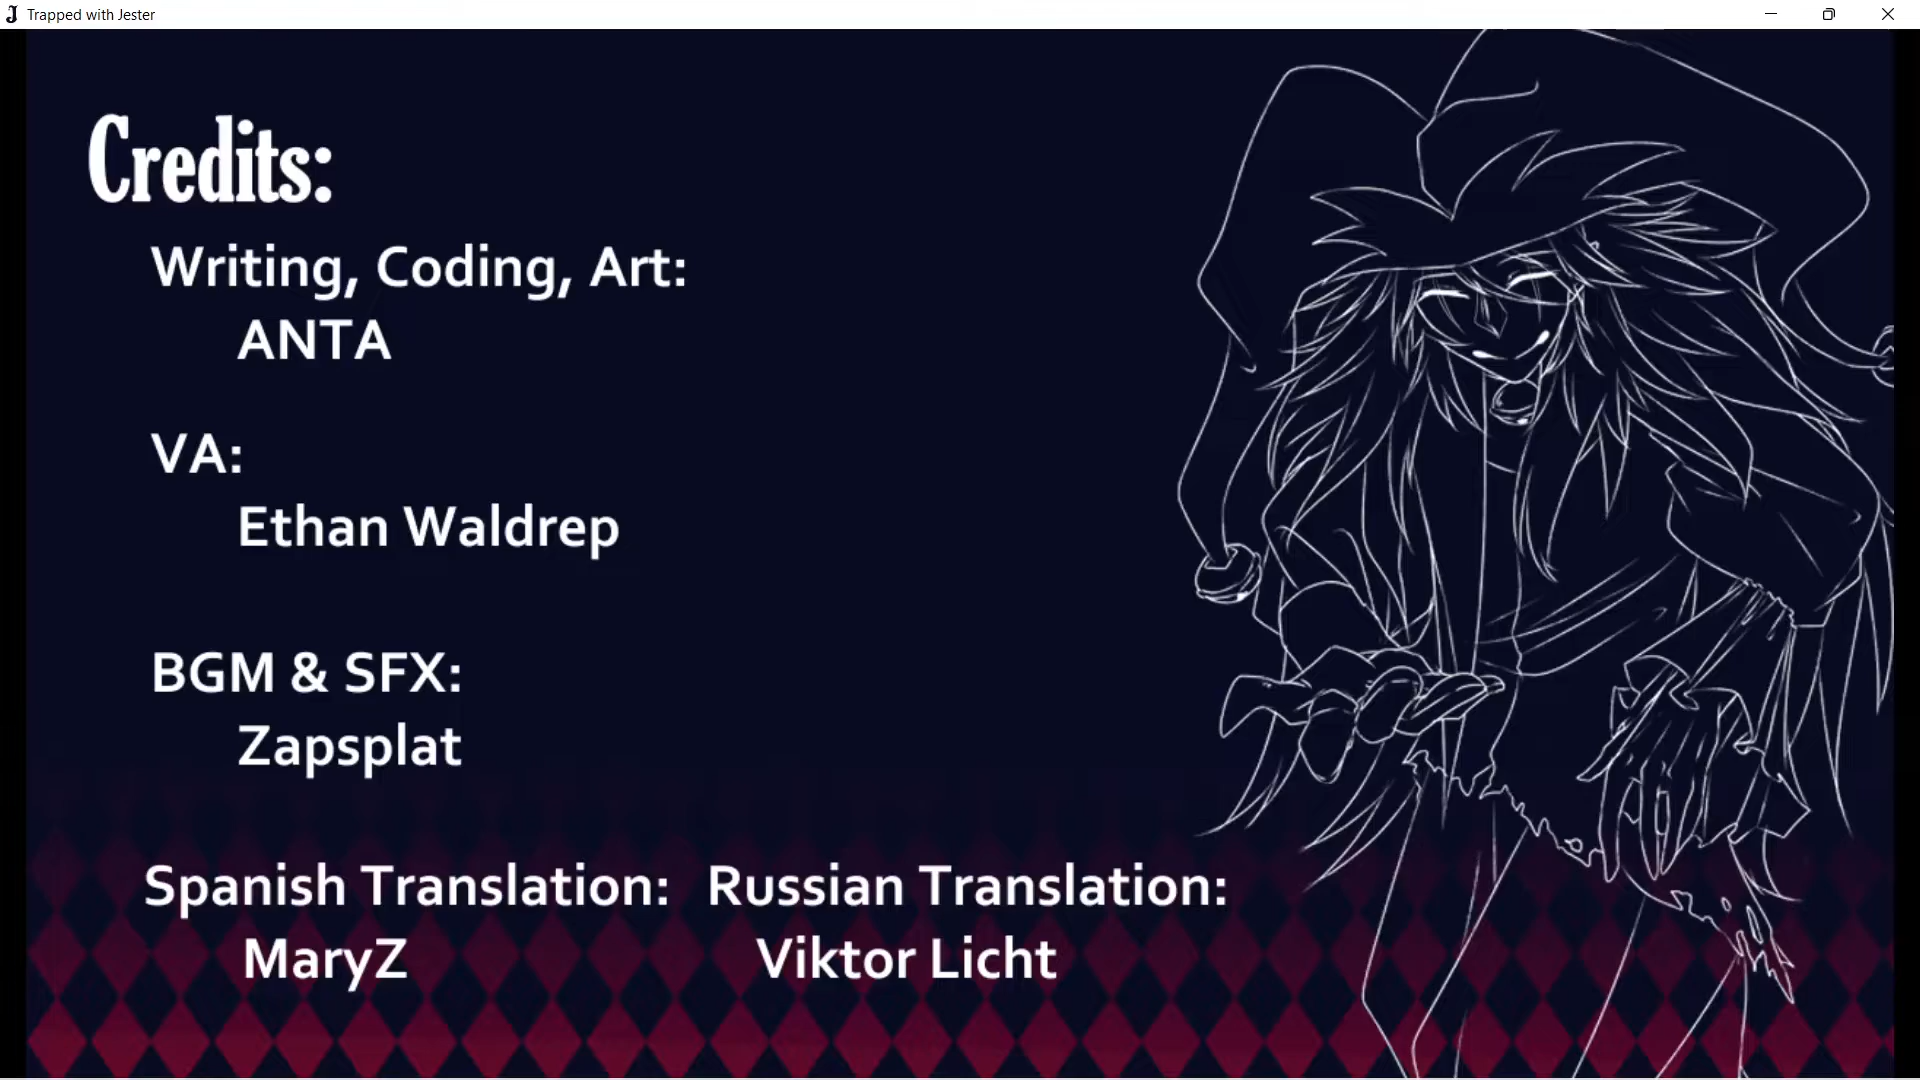 Trapped with Jester
Credits:
Writing, Coding, Art:
ANTA
VA:
Ethan Waldrep
BGM & SFX:
Zapsplat
Spanish Translation:
MaryZ
Russian Translation:
Viktor Licht